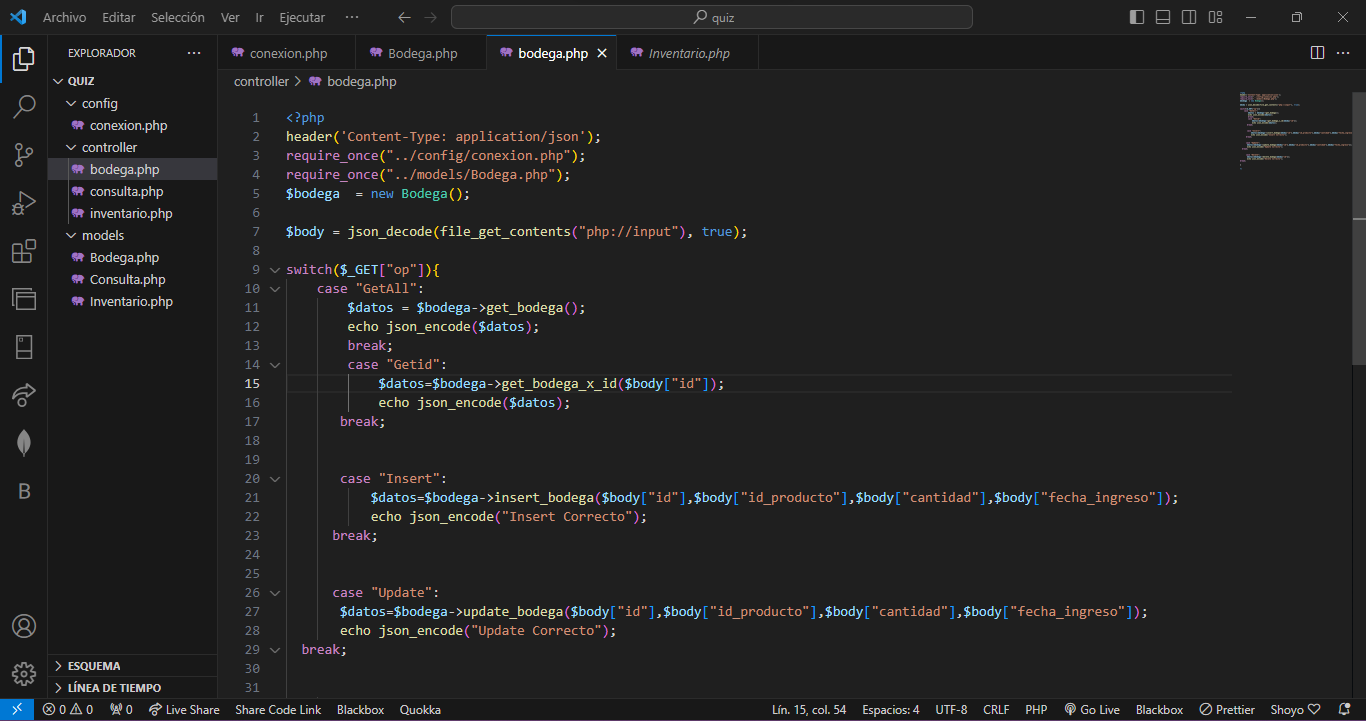 Archivo Editar Selección Ver Ir Ejecutar ··· quiz
EXPLORADOR ···
QUIZ
config
conexion.php
controller
bodega.php
consulta.php
inventario.php
models
Bodega.php
Consulta.php
Inventario.php
ESQUEMA
LÍNEA DE TIEMPO
conexion.php Bodega.php bodega.php Inventario.php
controller > bodega.php
1 <?php
2 header('Content-Type: application/json');
3 require_once("../config/conexion.php");
4 require_once("../models/Bodega.php");
5 $bodega  = new Bodega();
6
7 $body = json_decode(file_get_contents("php://input"), true);
8
9 switch($_GET["op"]){
10 case "GetAll":
11 $datos = $bodega->get_bodega();
12 echo json_encode($datos);
13 break;
14 case "Getid":
15 $datos=$bodega->get_bodega_x_id($body["id"]);
16 echo json_encode($datos);
17 break;
18
19
20 case "Insert":
21 $datos=$bodega->insert_bodega($body["id"],$body["id_producto"],$body["cantidad"],$body["fecha_ingreso"]);
22 echo json_encode("Insert Correcto");
23 break;
24
25
26 case "Update":
27 $datos=$bodega->update_bodega($body["id"],$body["id_producto"],$body["cantidad"],$body["fecha_ingreso"]);
28 echo json_encode("Update Correcto");
29 break;
30
31
0 0 0 Live Share Share Code Link Blackbox Quokka Lín. 15, col. 54 Espacios: 4 UTF-8 CRLF PHP Go Live Blackbox Prettier Shoyo